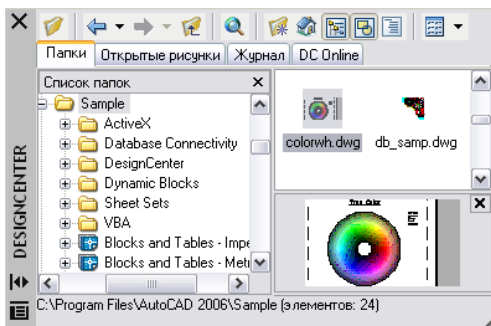 Папки Открытые рисунки Журнал DC Online
Список папок
Sample
ActiveX
Database Connectivity
DesignCenter
Dynamic Blocks
Sheet Sets
VBA
Blocks and Tables - Impe
Blocks and Tables - Metr
colorwh.dwg db_samp.dwg
True Color
DESIGNCENTER
C:\Program Files\AutoCAD 2006\Sample (элементов: 24)